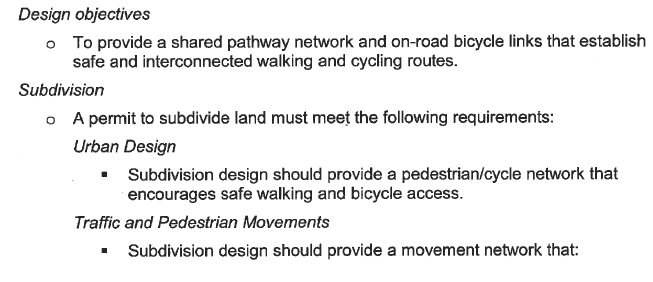 Design objectives
o To provide a shared pathway network and on-road bicycle links that establish
safe and interconnected walking and cycling routes.
Subdivision
o A permit to subdivide land must meet the following requirements:
Urban Design
▪ Subdivision design should provide a pedestrian/cycle network that
encourages safe walking and bicycle access.
Traffic and Pedestrian Movements
▪ Subdivision design should provide a movement network that: